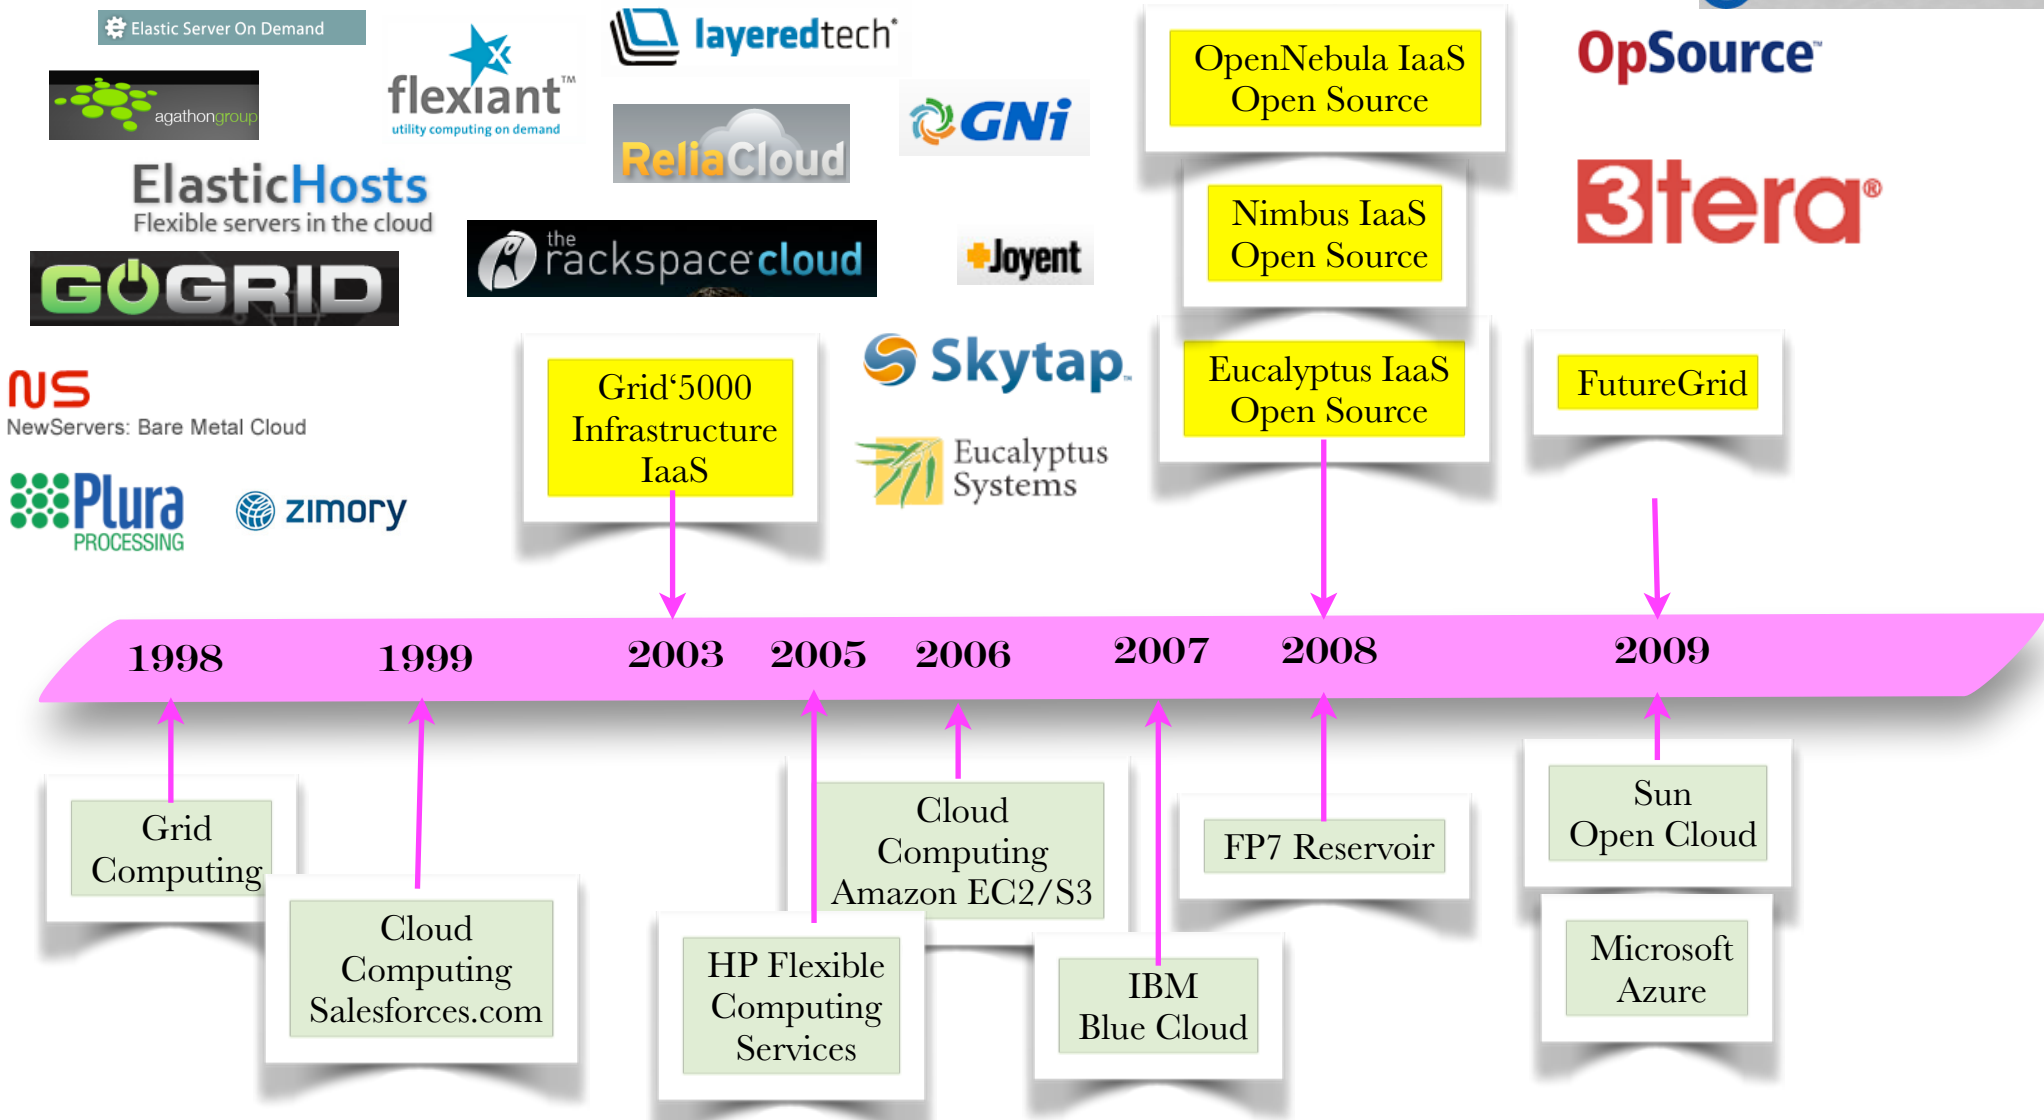 Elastic Server On Demand
agathongroup
flexiant™
utility computing on demand
layeredtech®
ReliaCloud
GNi
OpenNebula IaaS
Open Source
OpSource™
ElasticHosts
Flexible servers in the cloud
the
rackspace cloud
Joyent
Nimbus IaaS
Open Source
3tera®
GOGRID
Grid‘5000
Infrastructure
IaaS
Skytap™
Eucalyptus IaaS
Open Source
FutureGrid
NS
NewServers: Bare Metal Cloud
Plura
PROCESSING
zimory
Eucalyptus
Systems
1998
1999
2003
2005
2006
2007
2008
2009
Grid
Computing
Cloud
Computing
Salesforces.com
HP Flexible
Computing
Services
Cloud
Computing
Amazon EC2/S3
IBM
Blue Cloud
FP7 Reservoir
Sun
Open Cloud
Microsoft
Azure